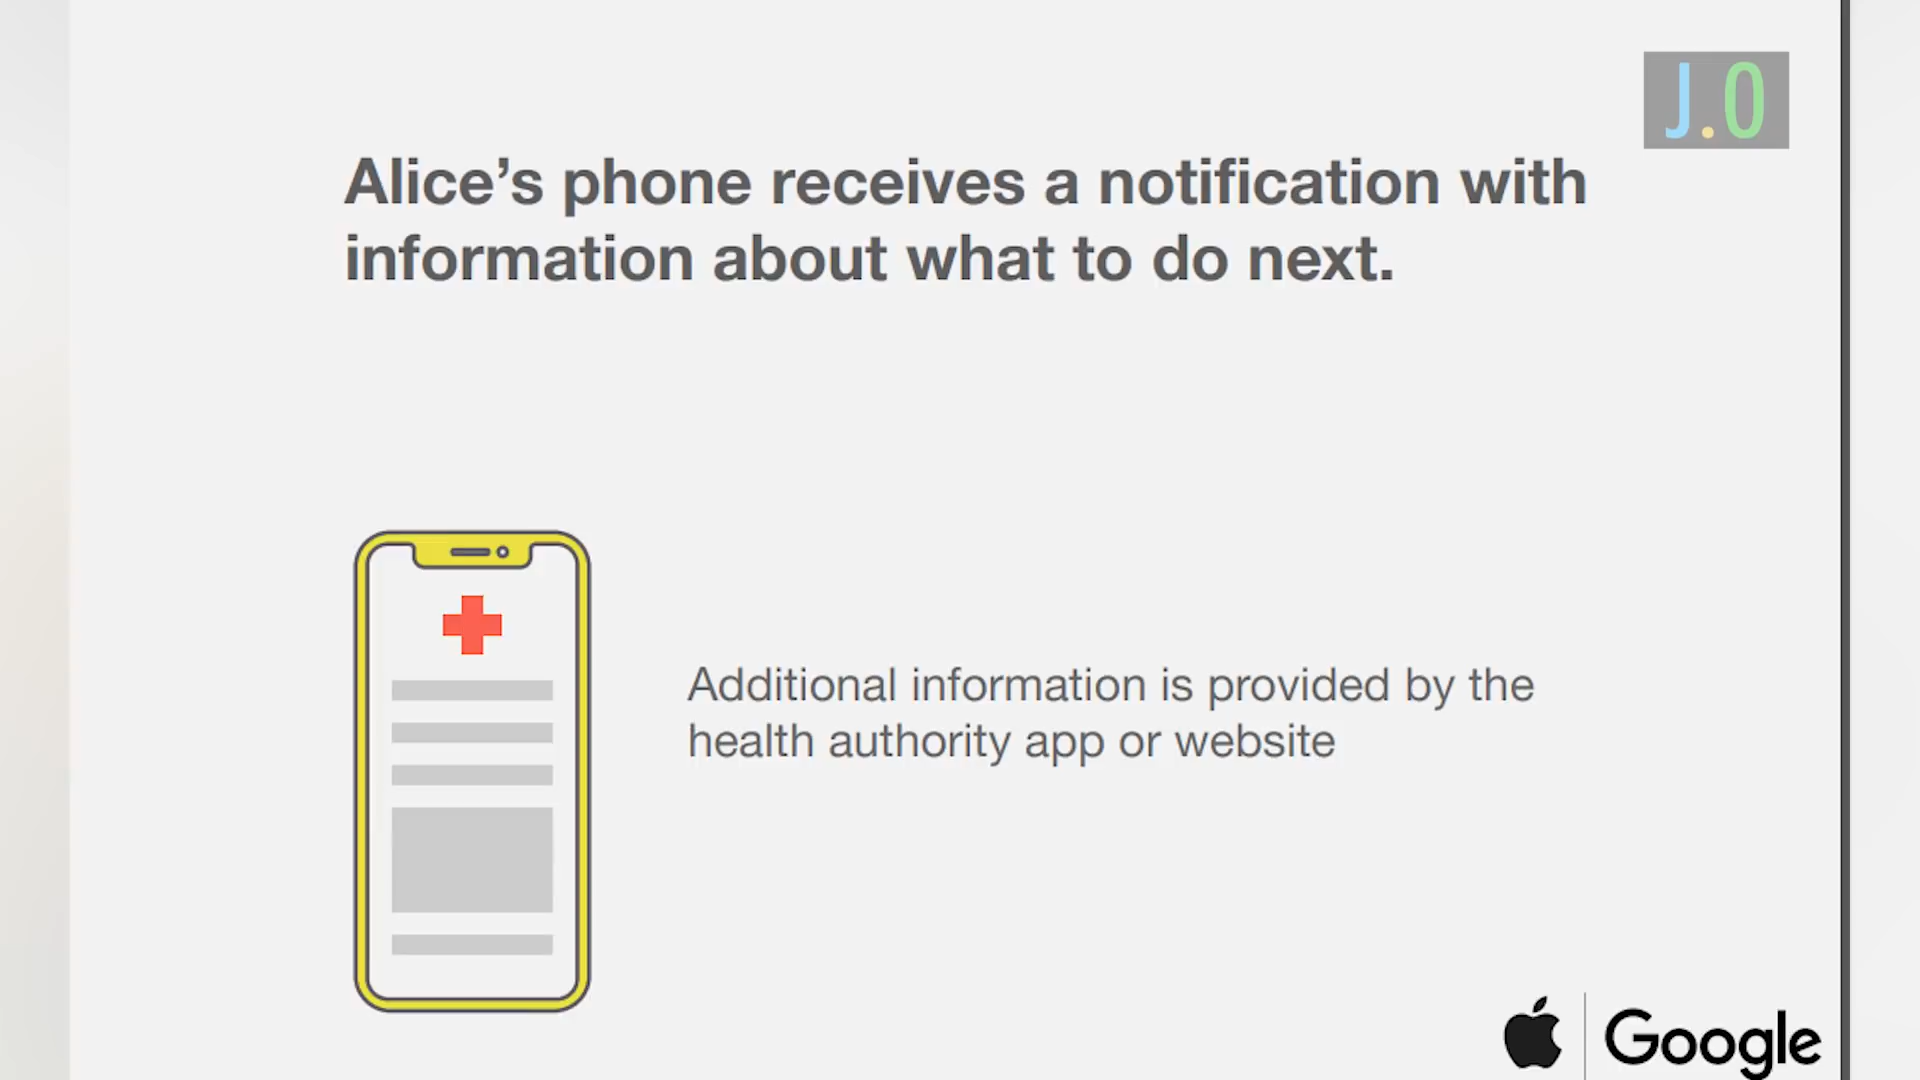 J.O
Alice’s phone receives a notification with
information about what to do next.
Additional information is provided by the
health authority app or website
Google